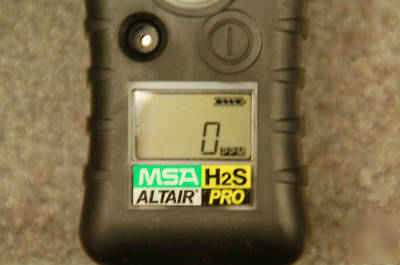 0
PPM
MSA H2S
ALTAIR® PRO